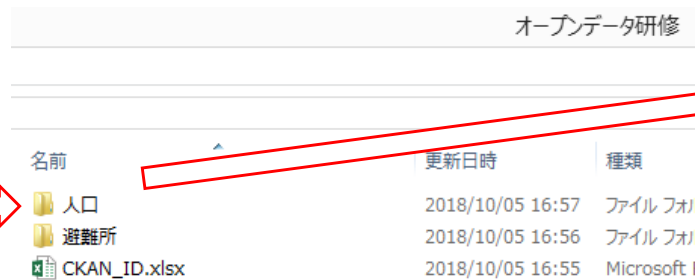 オープンデータ研修
名前 更新日時 種類
人口 2018/10/05 16:57 ファイル フォル
避難所 2018/10/05 16:56 ファイル フォル
CKAN_ID.xlsx 2018/10/05 16:55 Microsoft